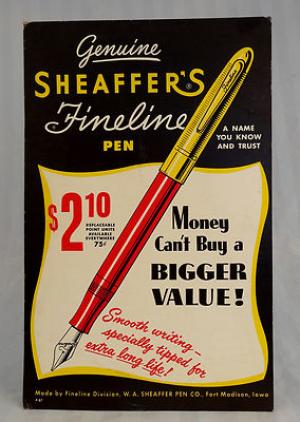 Genuine
SHEAFFER'S®
Fineline
PEN
A NAME
YOU KNOW
AND TRUST
$2.10
REPLACEABLE
POINT UNITS
AVAILABLE
EVERYWHERE
75¢
Money
Can't Buy a
BIGGER
VALUE!
Smooth writing –
specially tipped for
extra long life!
Made by Fineline Division, W. A. SHEAFFER PEN CO., Fort Madison, Iowa